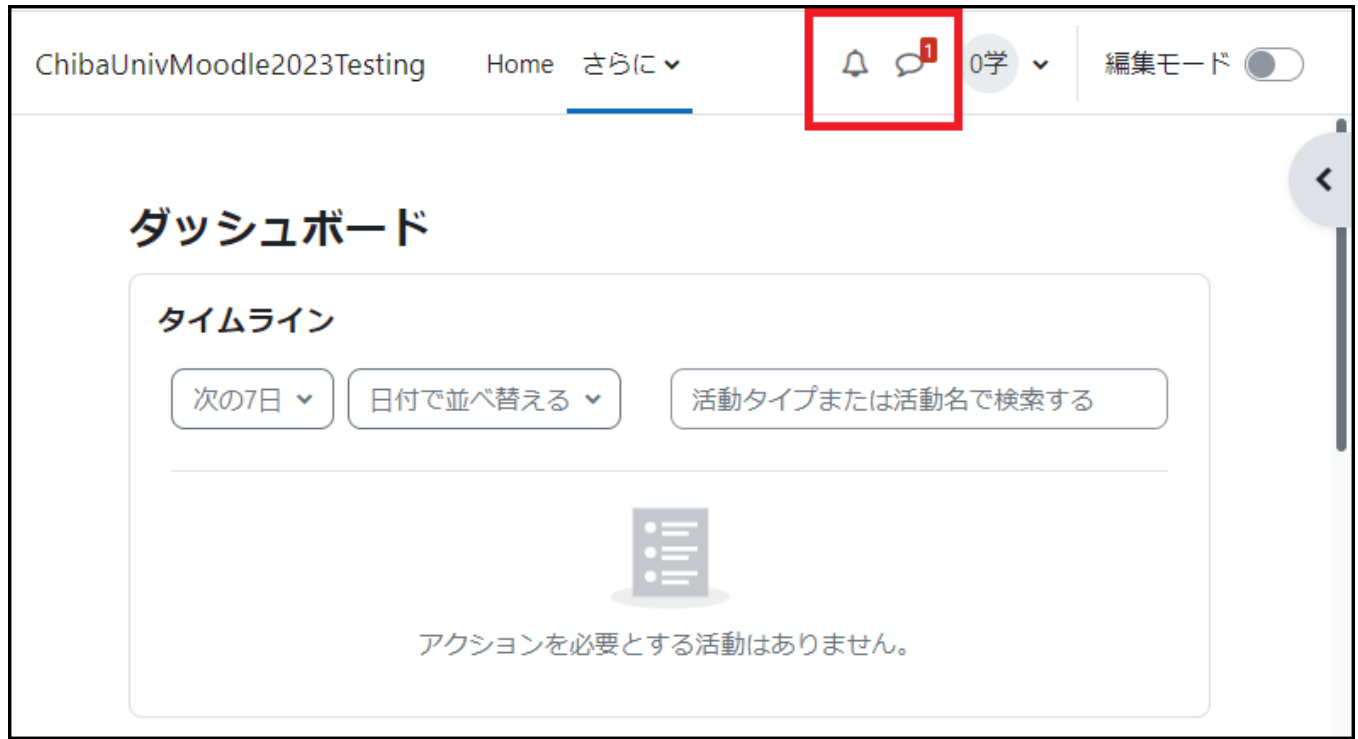 ChibaUnivMoodle2023Testing Home さらに 1 0学 編集モード
ダッシュボード
タイムライン
次の7日 日付で並べ替える 活動タイプまたは活動名で検索する
アクションを必要とする活動はありません。